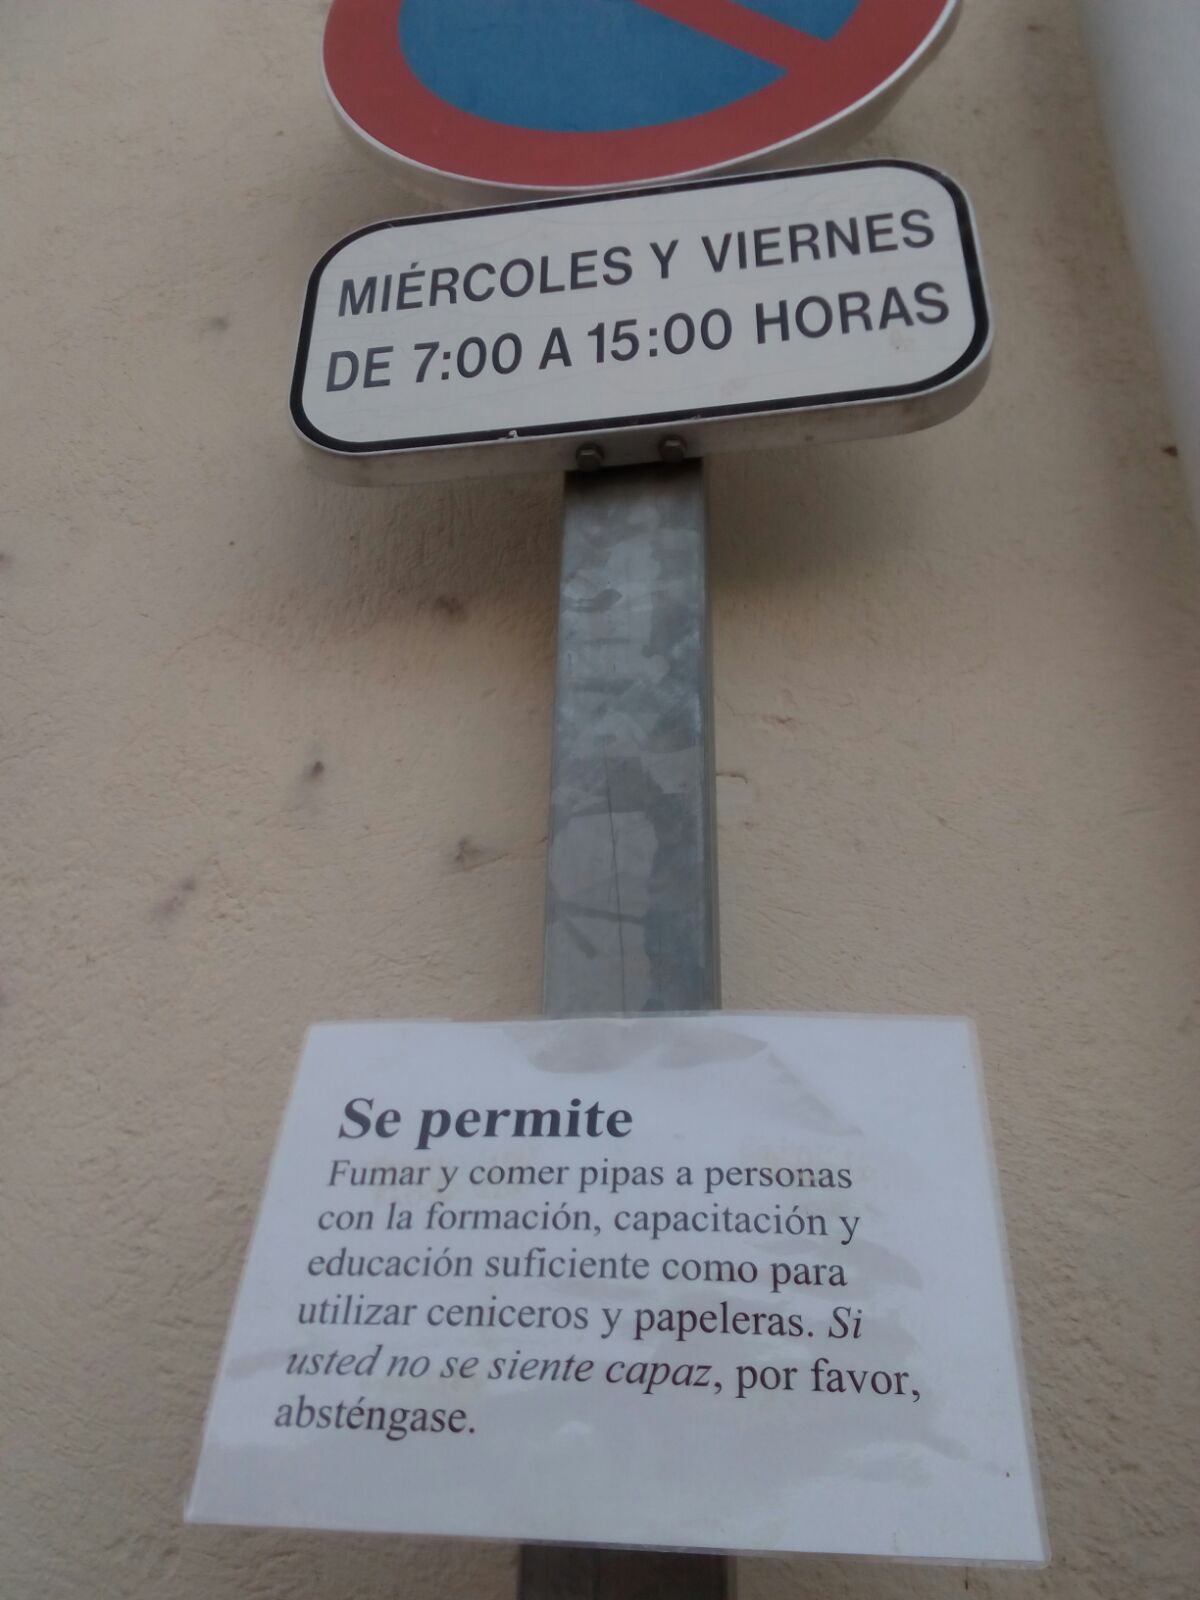 MIÉRCOLES Y VIERNES
DE 7:00 A 15:00 HORAS
Se permite
Fumar y comer pipas a personas
con la formación, capacitación y
educación suficiente como para
utilizar ceniceros y papeleras. Si
usted no se siente capaz, por favor,
absténgase.